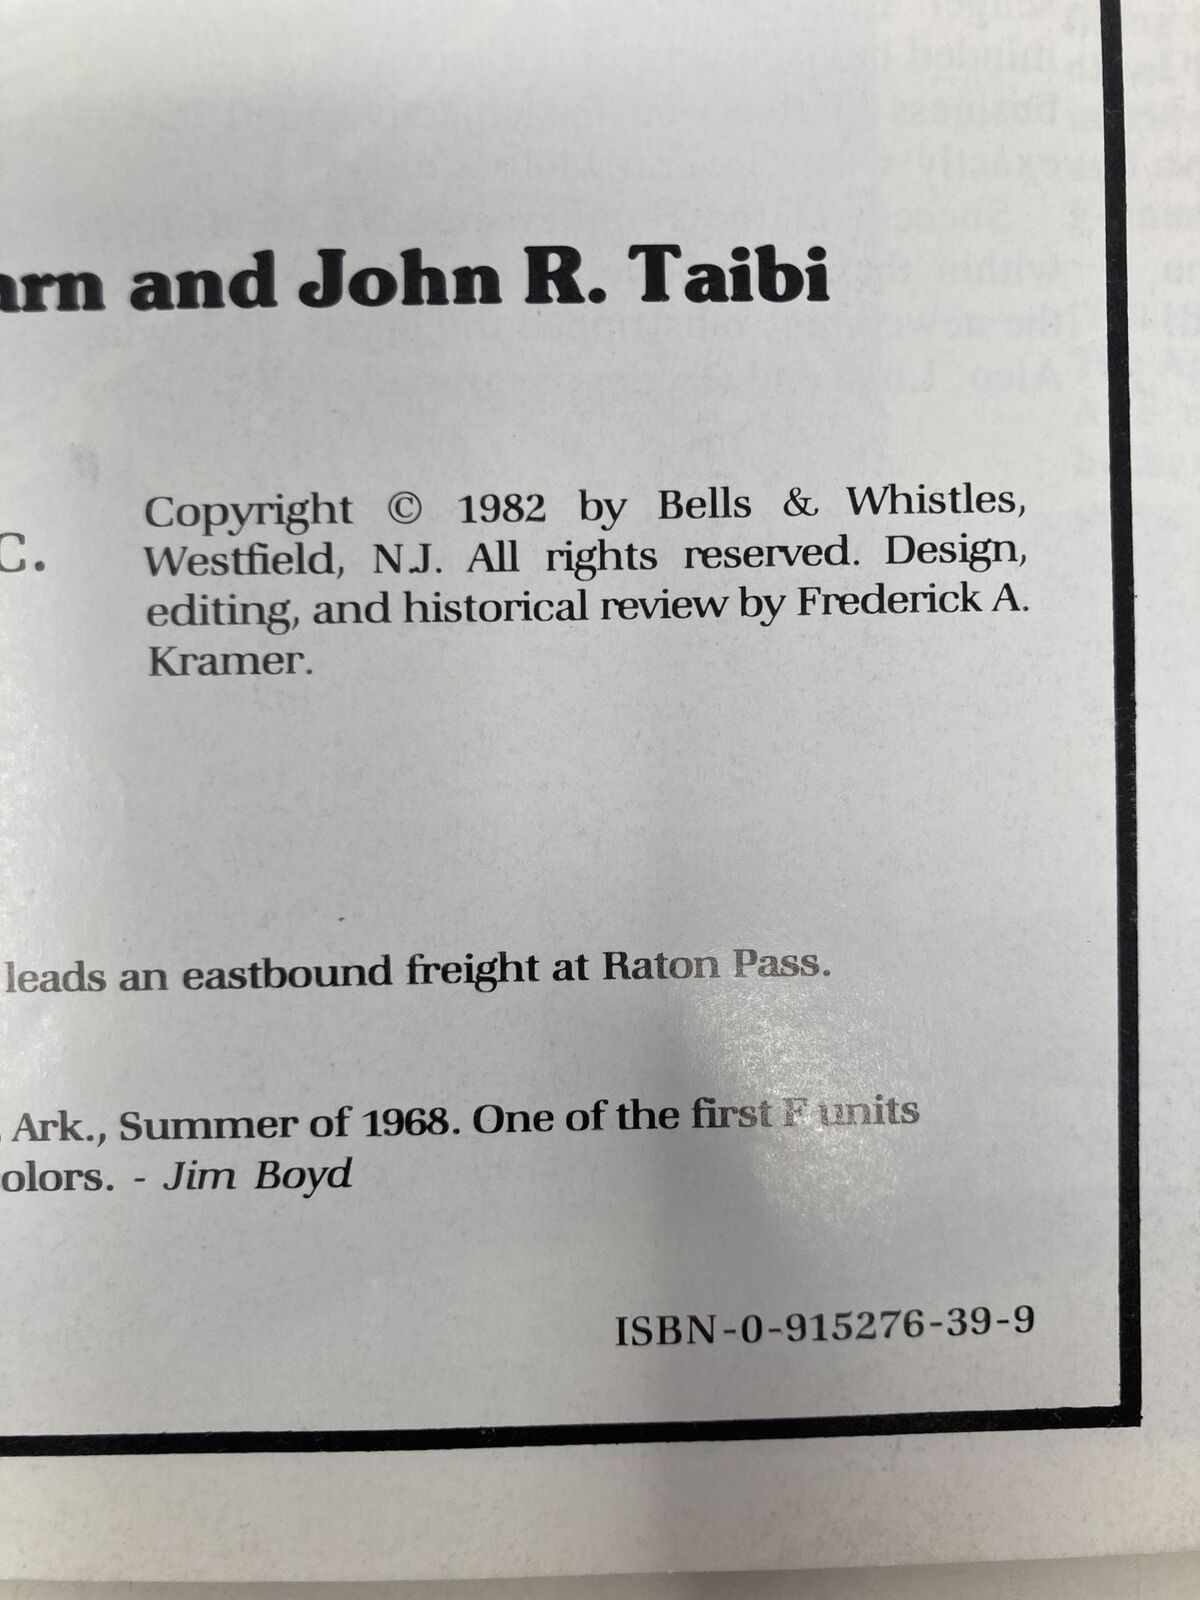 arn and John R. Taibi
C.
Copyright © 1982 by Bells & Whistles,
Westfield, N.J. All rights reserved. Design,
editing, and historical review by Frederick A.
Kramer.
leads an eastbound freight at Raton Pass.
Ark., Summer of 1968. One of the first F units
olors. - Jim Boyd
ISBN-0-915276-39-9